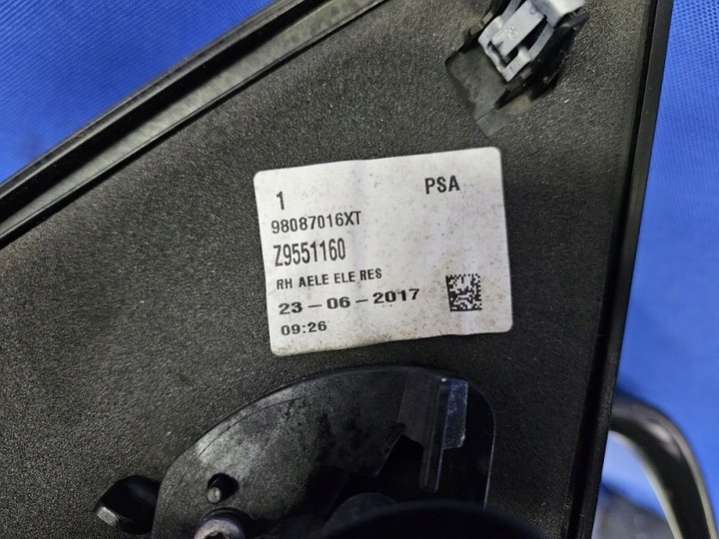 1 PSA
98087016XT
Z9551160
RH AELE ELE RES
23-06-2017
09:26